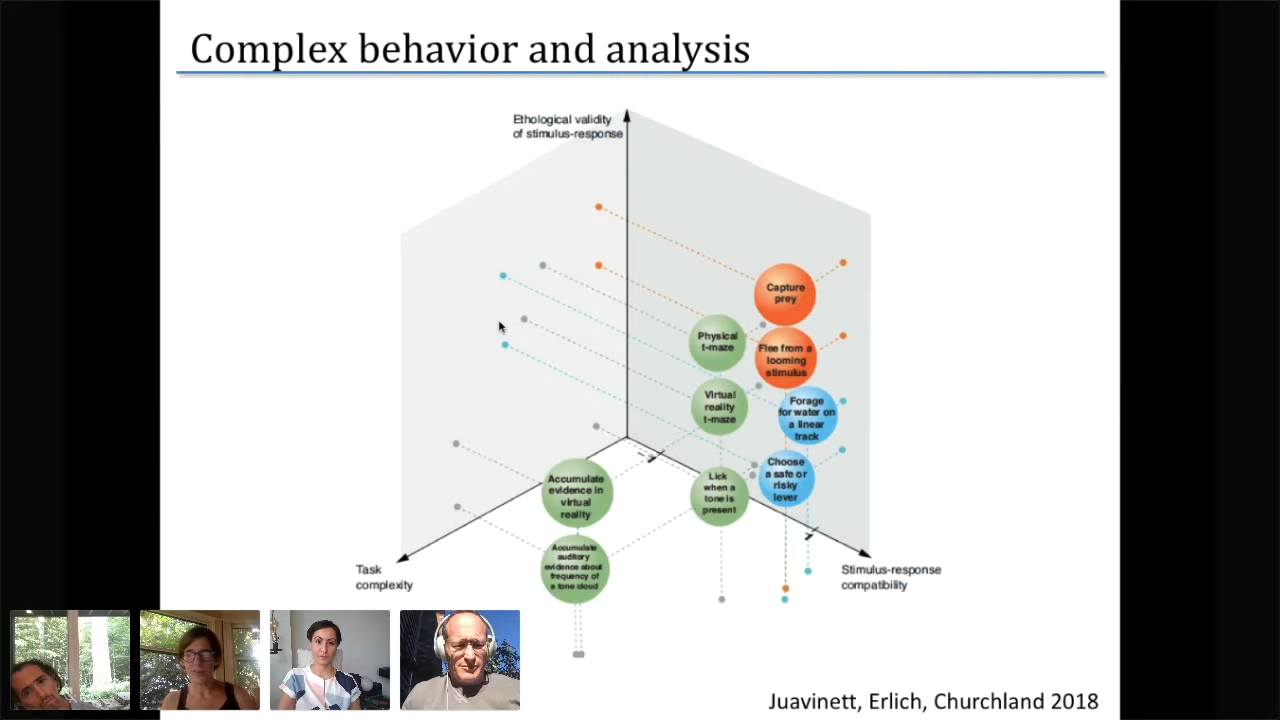 Complex behavior and analysis
Ethological validity
of stimulus-response
Capture
prey
Physical
t-maze
Flee from a
looming
stimulus
Virtual
reality
t-maze
Forage
for water on
a linear
track
Choose
a safe or
risky
lever
Lick
when a
tone is
present
Accumulate
evidence in
virtual
reality
Accumulate
auditory
evidence about
frequency of
a tone cloud
Task
complexity
Stimulus-response
compatibility
Juavinett, Erlich, Churchland 2018